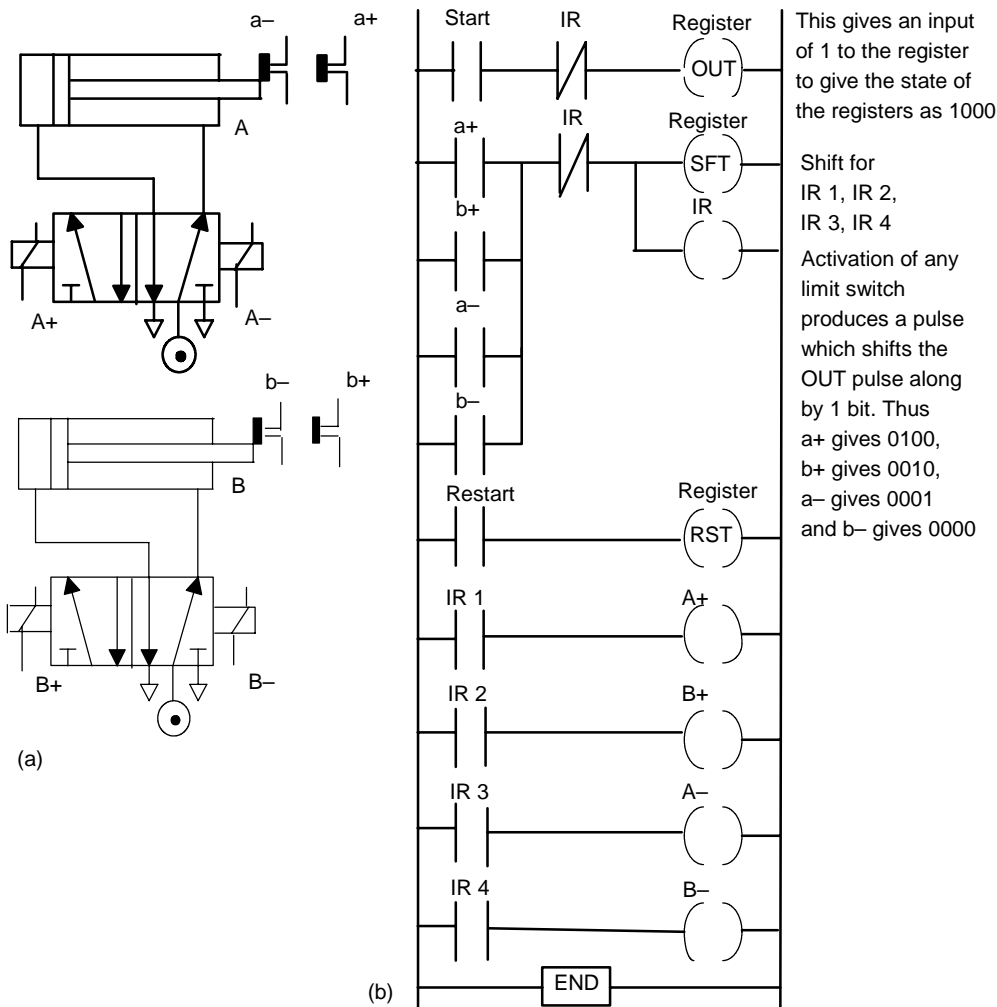 a– a+
A
A+ A–
b– b+
B
B+ B–
(a)
Start IR Register
OUT
a+ IR Register
SFT
IR
b+
a–
b–
Restart Register
RST
IR 1 A+
IR 2 B+
IR 3 A–
IR 4 B–
END
(b)
This gives an input
of 1 to the register
to give the state of
the registers as 1000
Shift for
IR 1, IR 2,
IR 3, IR 4
Activation of any
limit switch
produces a pulse
which shifts the
OUT pulse along
by 1 bit. Thus
a+ gives 0100,
b+ gives 0010,
a– gives 0001
and b– gives 0000